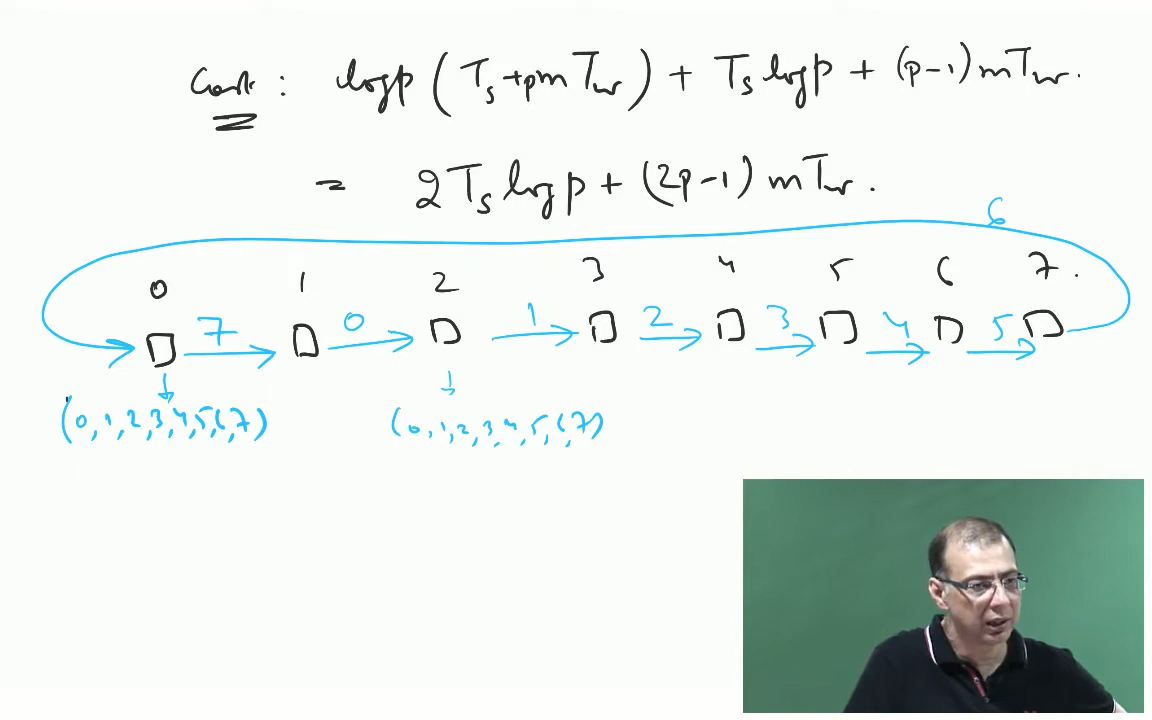 Cost : log p (Ts + pm Tw) + Ts log p + (p-1) m Tw.
= 2 Ts log p + (2p-1) m Tw.
6
0 1 2 3 4 5 6 7 .
7 0 1 2 3 4 5
(0, 1, 2, 3, 4, 5, 6, 7) (0, 1, 2, 3, 4, 5, 6, 7)